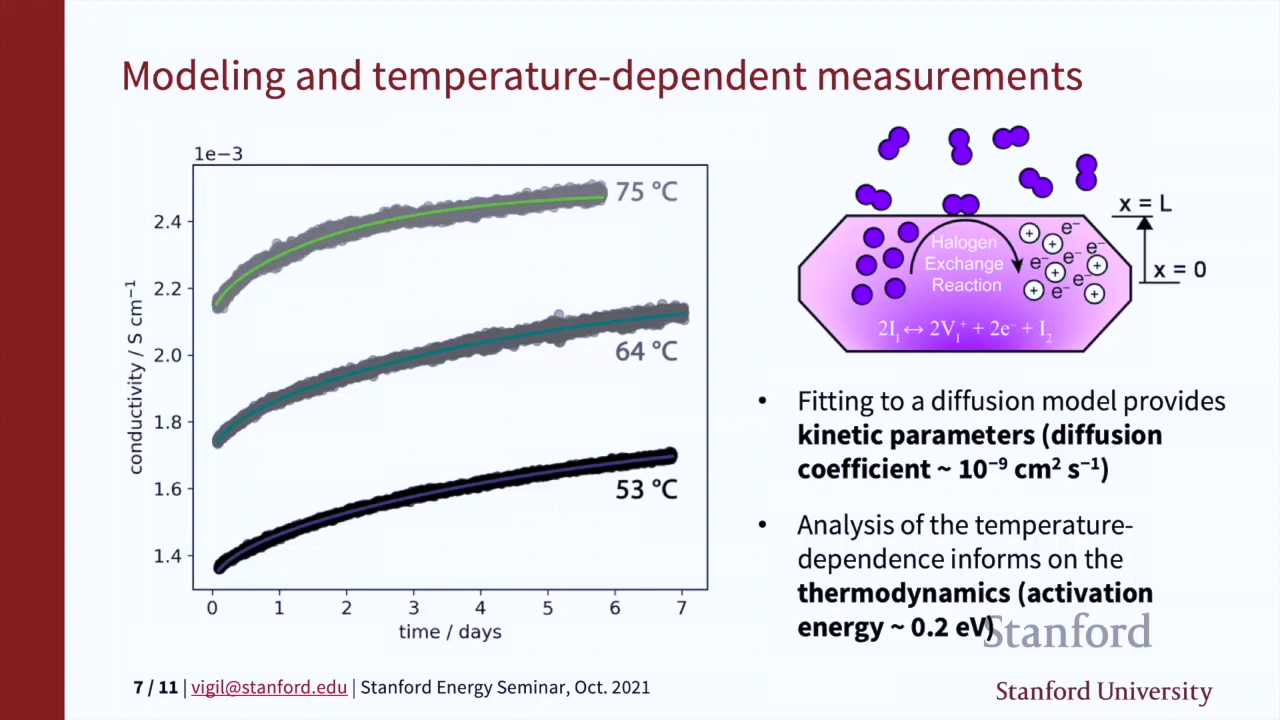 Modeling and temperature-dependent measurements
1e−3
75 °C
64 °C
53 °C
2.4
2.2
2.0
1.8
1.6
1.4
conductivity / S cm⁻¹
0 1 2 3 4 5 6 7
time / days
x = L
x = 0
Halogen
Exchange
Reaction
+ e⁻
+ e⁻
e⁻ e⁻ +
+ e⁻
+ e⁻ +
2I₁ ↔ 2V₁⁺ + 2e⁻ + I₂
• Fitting to a diffusion model provides
kinetic parameters (diffusion
coefficient ~ 10⁻⁹ cm² s⁻¹)
• Analysis of the temperature-
dependence informs on the
thermodynamics (activation
energy ~ 0.2 eV)
Stanford
7 / 11 | vigil@stanford.edu | Stanford Energy Seminar, Oct. 2021
Stanford University